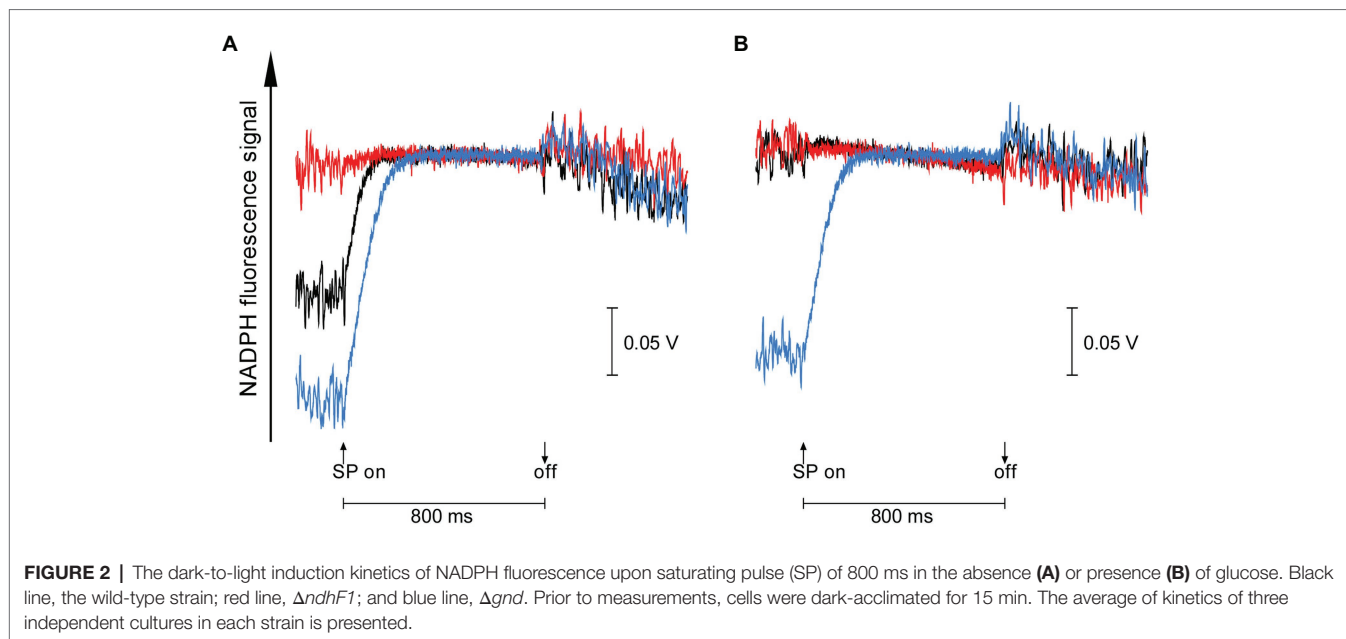 A
B
NADPH fluorescence signal
0.05 V
0.05 V
SP on
off
SP on
off
800 ms
800 ms
FIGURE 2 | The dark-to-light induction kinetics of NADPH fluorescence upon saturating pulse (SP) of 800 ms in the absence (A) or presence (B) of glucose. Black
line, the wild-type strain; red line, ΔndhF1; and blue line, Δgnd. Prior to measurements, cells were dark-acclimated for 15 min. The average of kinetics of three
independent cultures in each strain is presented.